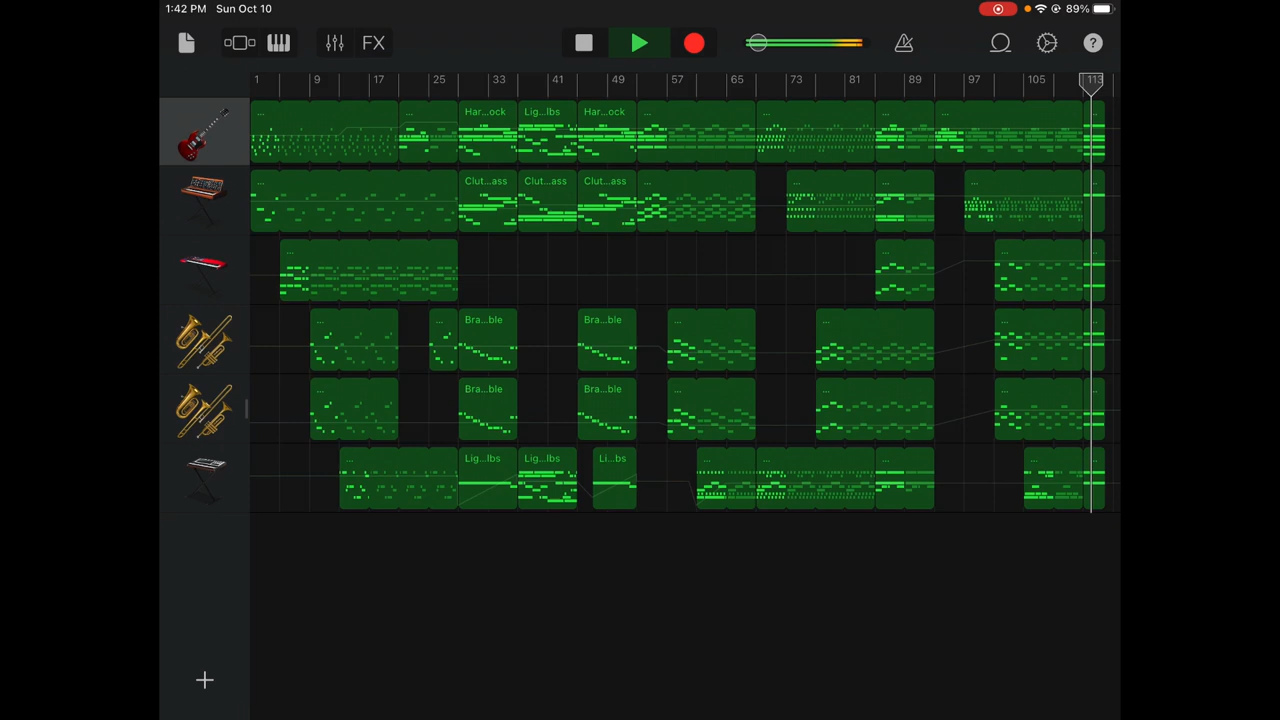 1:42 PM Sun Oct 10 89%
FX ?
1 9 17 25 33 41 49 57 65 73 81 89 97 105 113
... ... Har...ock Lig...lbs Har...ock ... ... ... ... ...
... Clut...ass Clut...ass Clut...ass ... ... ... ... ...
... ... ... ...
... ... Bra...ble Bra...ble ... ... ... ...
... Bra...ble Bra...ble ... ... ... ...
... Lig...lbs Lig...lbs Li...bs ... ... ... ... ...